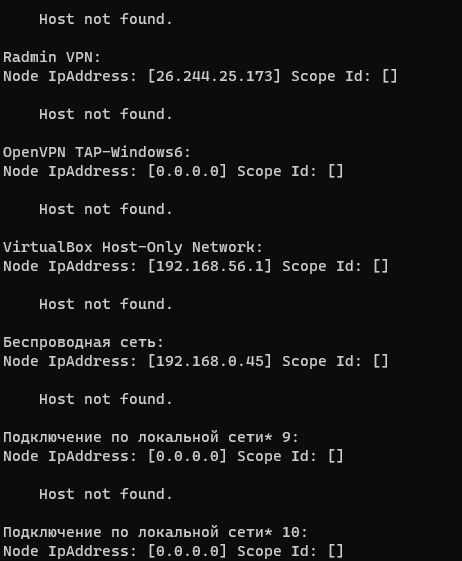 Host not found.
Radmin VPN:
Node IpAddress: [26.244.25.173] Scope Id: []
Host not found.
OpenVPN TAP-Windows6:
Node IpAddress: [0.0.0.0] Scope Id: []
Host not found.
VirtualBox Host-Only Network:
Node IpAddress: [192.168.56.1] Scope Id: []
Host not found.
Беспроводная сеть:
Node IpAddress: [192.168.0.45] Scope Id: []
Host not found.
Подключение по локальной сети* 9:
Node IpAddress: [0.0.0.0] Scope Id: []
Host not found.
Подключение по локальной сети* 10:
Node IpAddress: [0.0.0.0] Scope Id: []